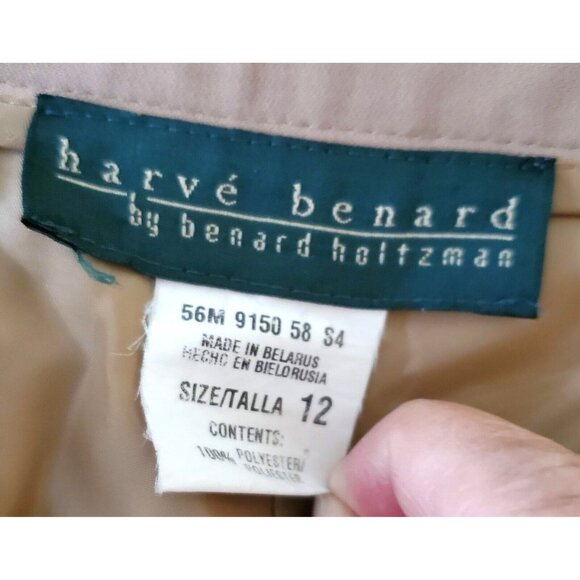 harvé benard
by benard holtzman
56M 9150 58 S4
MADE IN BELARUS
HECHO EN BIELORUSIA
SIZE/TALLA 12
CONTENTS:
100% POLYESTER/
POLIESTER